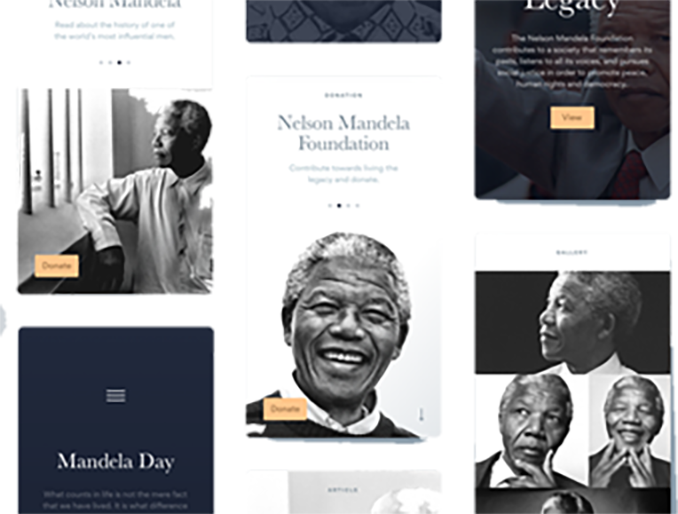 Nelson Mandela
Read about the history of one of
the world's most influential men.
Donate
Mandela Day
What counts in life is not the mere fact
that we have lived. It is what difference
DONATION
Nelson Mandela
Foundation
Contribute towards living the
legacy and donate.
Donate
ARTICLE
Legacy
The Nelson Mandela Foundation
contributes to a society that remembers its
pasts, listens to all its voices, and pursues
social justice in order to promote peace,
human rights and democracy.
View
GALLERY